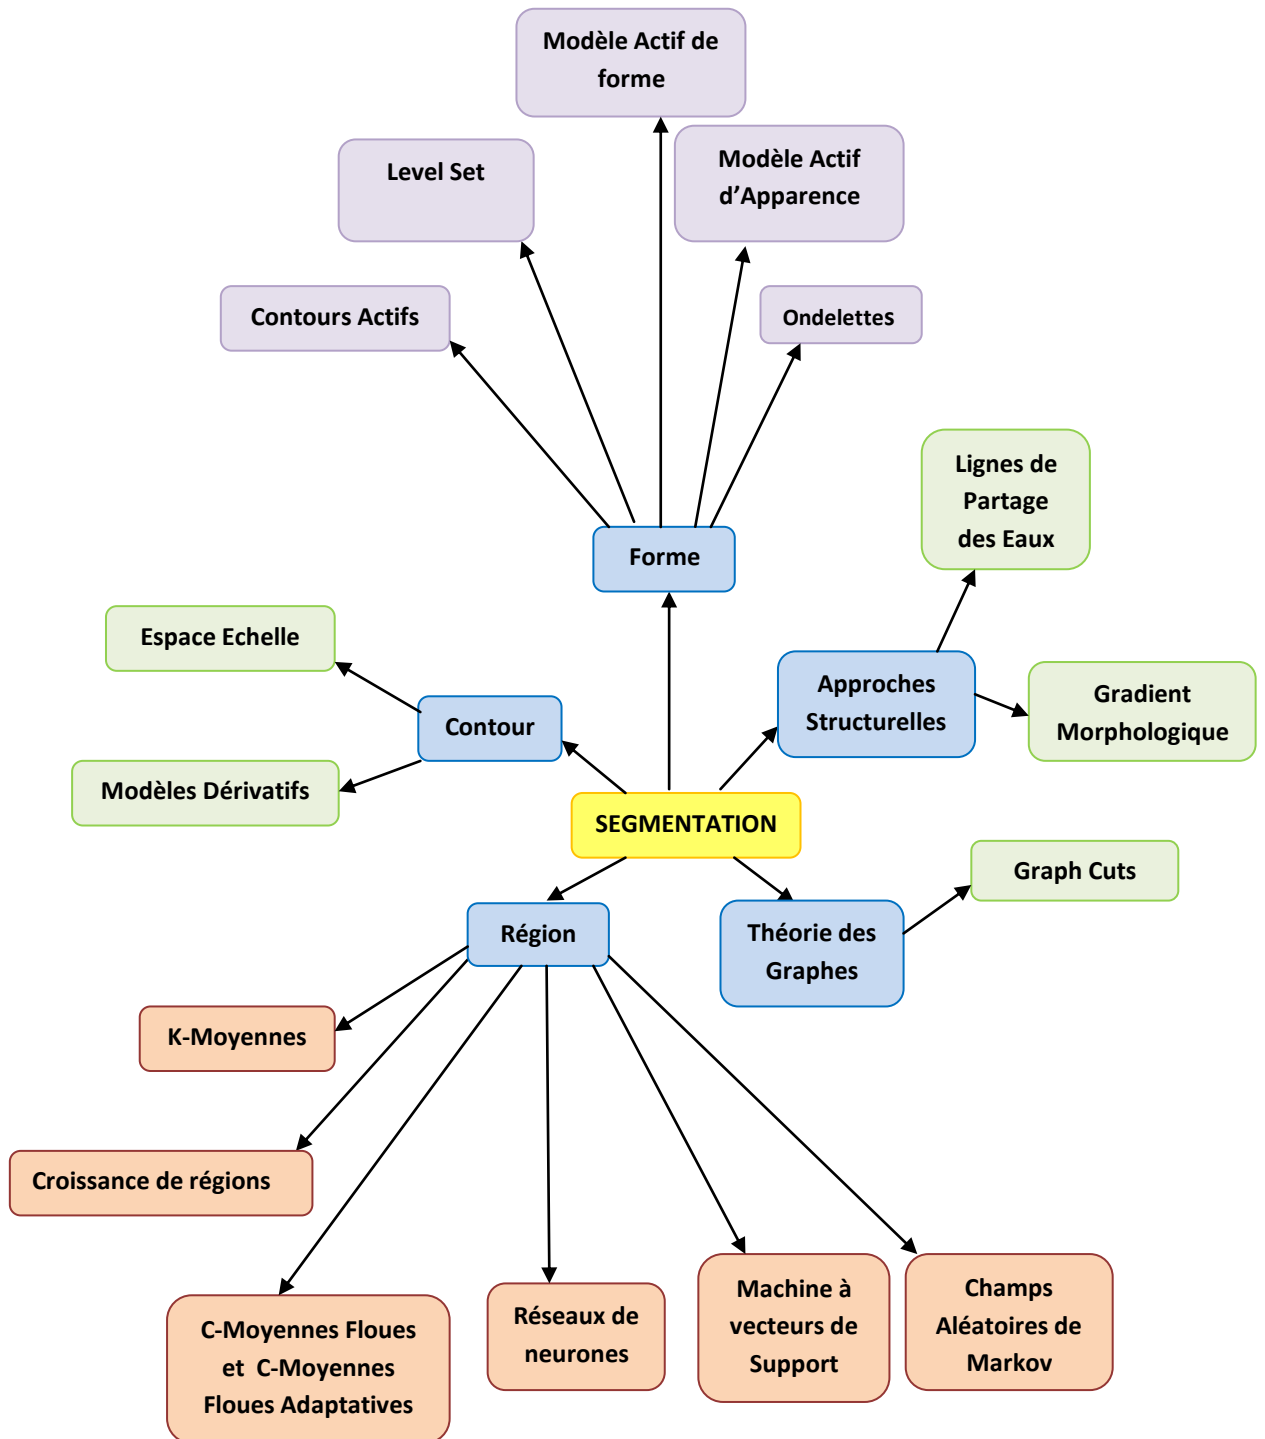 Modèle Actif de
forme
Modèle Actif
d’Apparence
Level Set
Contours Actifs
Ondelettes
Lignes de
Partage
des Eaux
Forme
Espace Echelle
Approches
Structurelles
Gradient
Morphologique
Contour
Modèles Dérivatifs
SEGMENTATION
Graph Cuts
Région
Théorie des
Graphes
K-Moyennes
Croissance de régions
C-Moyennes Floues
et C-Moyennes
Floues Adaptatives
Réseaux de
neurones
Machine à
vecteurs de
Support
Champs
Aléatoires de
Markov